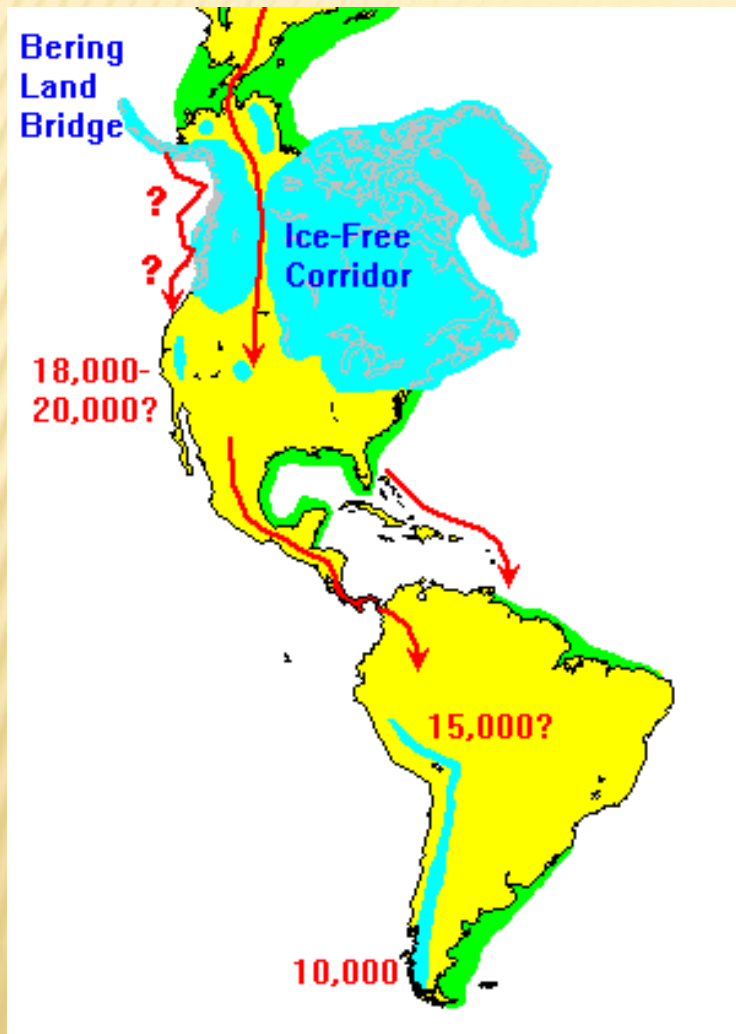 Bering
Land
Bridge
?
?
Ice-Free
Corridor
18,000-
20,000?
15,000?
10,000